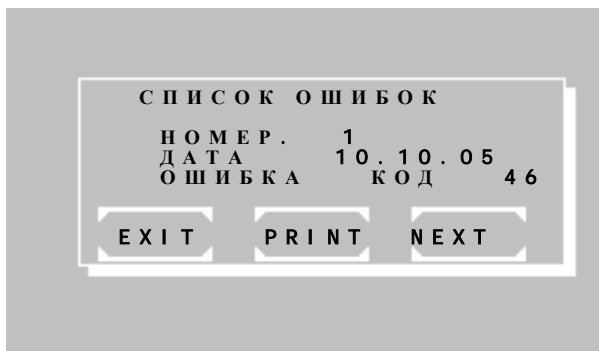 СПИСОК ОШИБОК
НОМЕР. 1
ДАТА 10.10.05
ОШИБКА КОД 46
EXIT PRINT NEXT